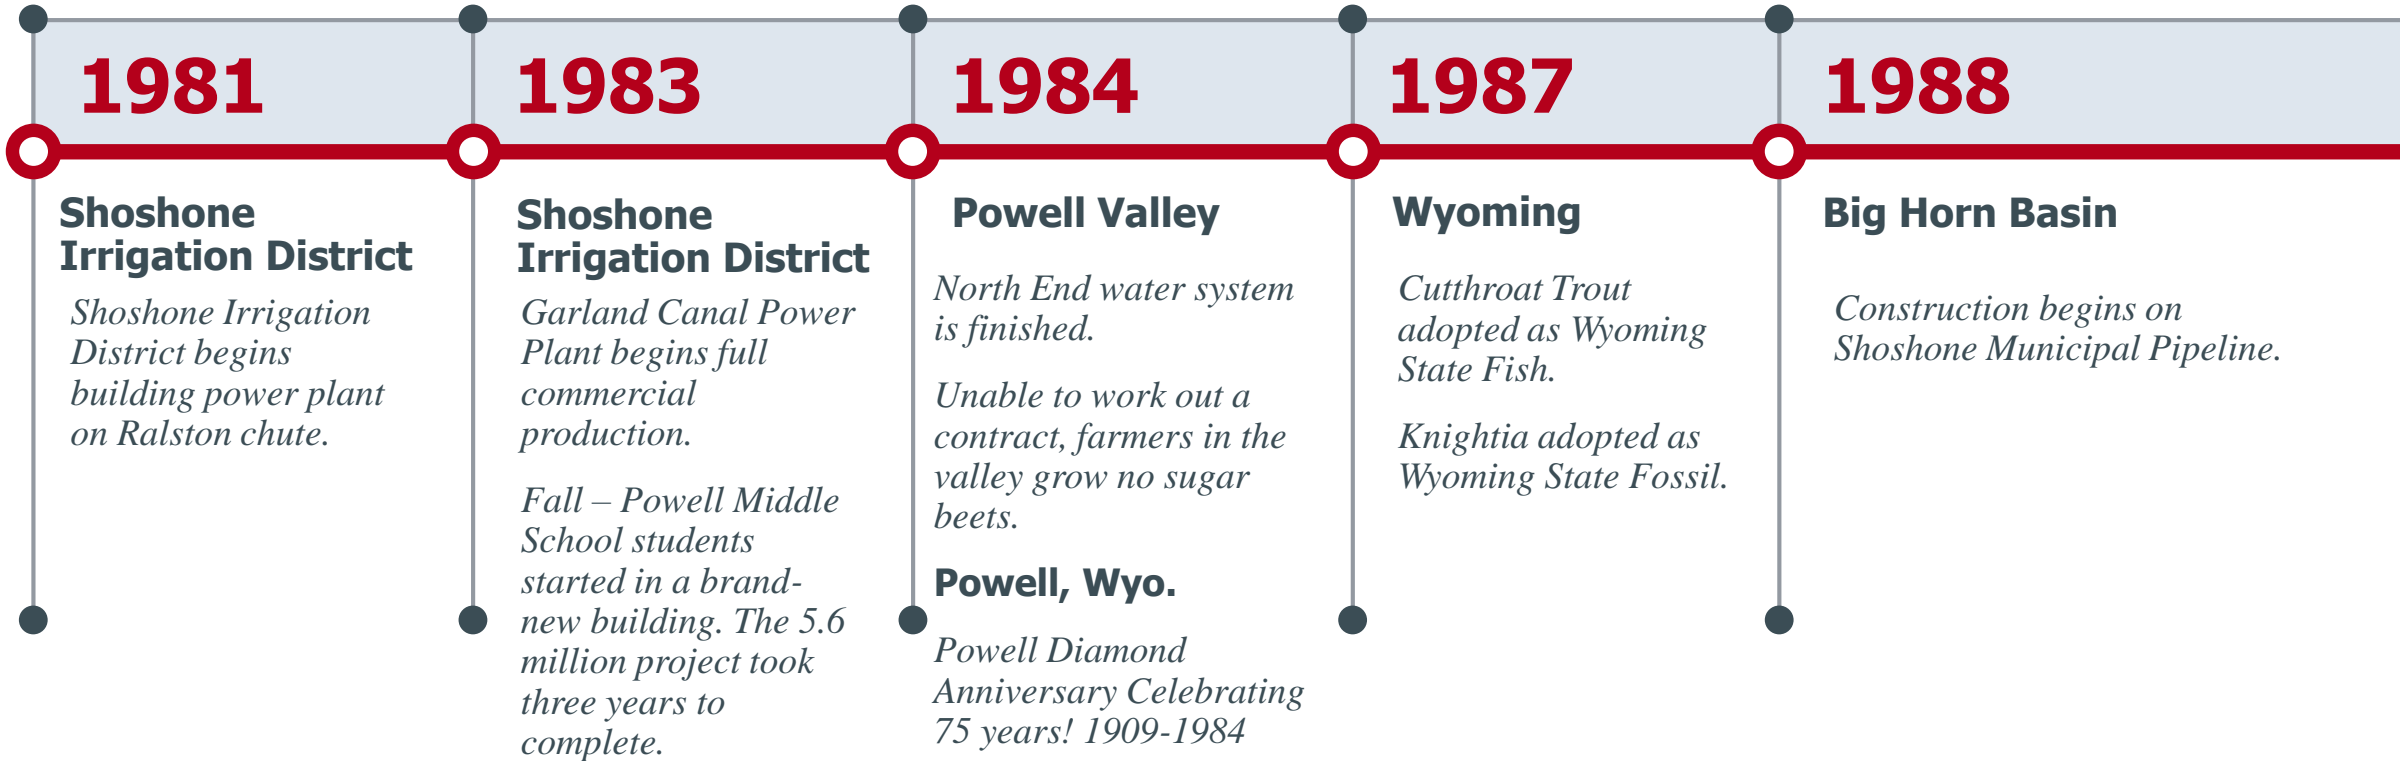 1981
Shoshone
Irrigation District
Shoshone Irrigation
District begins
building power plant
on Ralston chute.
1983
Shoshone
Irrigation District
Garland Canal Power
Plant begins full
commercial
production.
Fall – Powell Middle
School students
started in a brand-
new building. The 5.6
million project took
three years to
complete.
1984
Powell Valley
North End water system
is finished.
Unable to work out a
contract, farmers in the
valley grow no sugar
beets.
Powell, Wyo.
Powell Diamond
Anniversary Celebrating
75 years! 1909-1984
1987
Wyoming
Cutthroat Trout
adopted as Wyoming
State Fish.
Knightia adopted as
Wyoming State Fossil.
1988
Big Horn Basin
Construction begins on
Shoshone Municipal Pipeline.